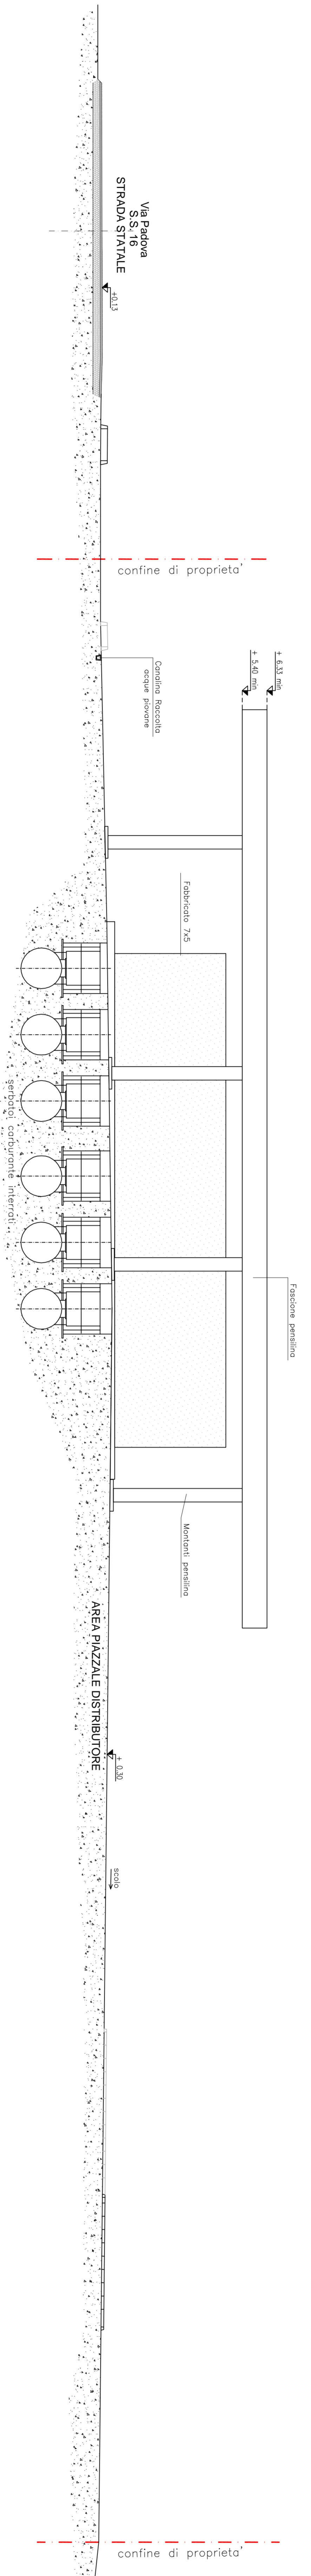 Via Padova
S.S. 16
STRADA STATALE
+0.13
confine di proprieta'
Canalina Raccolta
acque piovane
+ 6.33 min
+ 5.40 min
Fabbricato 7x5
serbatoi carburante interrati
Fascione pensilina
Montanti pensilina
AREA PIAZZALE DISTRIBUTORE
+ 0.30
scolo
confine di proprieta'